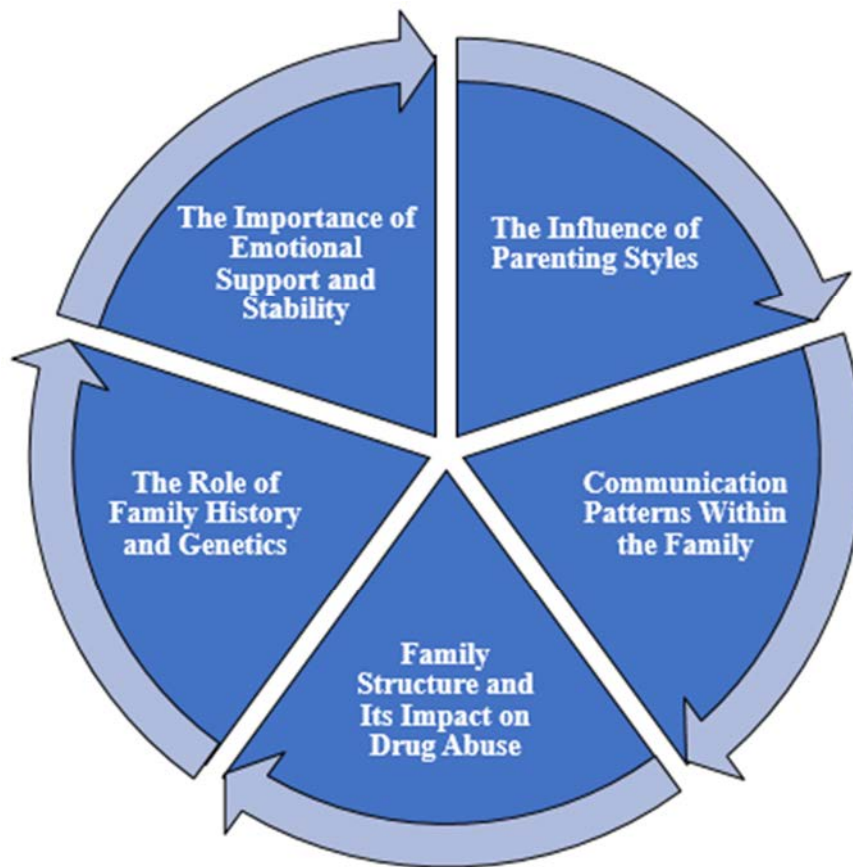 The Importance of
Emotional
Support and
Stability
The Influence of
Parenting Styles
The Role of
Family History
and Genetics
Communication
Patterns Within
the Family
Family
Structure and
Its Impact on
Drug Abuse